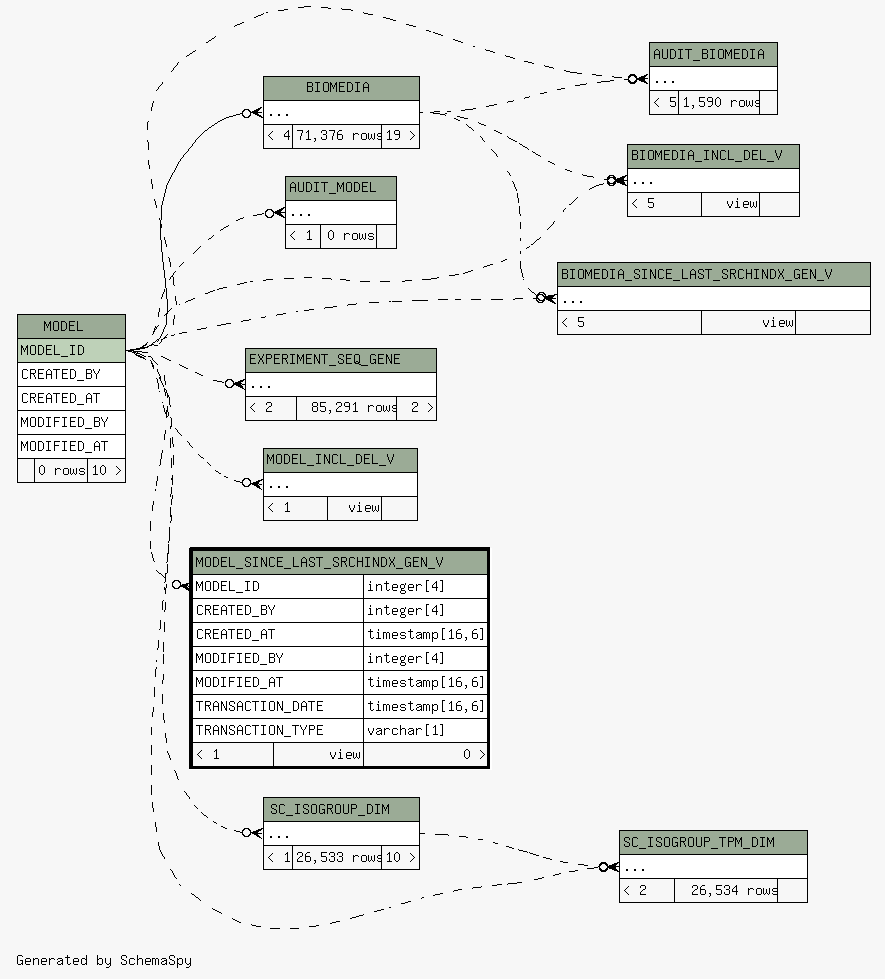 AUDIT_BIOMEDIA
...
< 5 1,590 rows
BIOMEDIA
...
< 4 71,376 rows 19 >
BIOMEDIA_INCL_DEL_V
...
< 5 view
AUDIT_MODEL
...
< 1 0 rows
BIOMEDIA_SINCE_LAST_SRCHINDX_GEN_V
...
< 5 view
MODEL
MODEL_ID
CREATED_BY
CREATED_AT
MODIFIED_BY
MODIFIED_AT
0 rows 10 >
EXPERIMENT_SEQ_GENE
...
< 2 85,291 rows 2 >
MODEL_INCL_DEL_V
...
< 1 view
MODEL_SINCE_LAST_SRCHINDX_GEN_V
MODEL_ID integer[4]
CREATED_BY integer[4]
CREATED_AT timestamp[16,6]
MODIFIED_BY integer[4]
MODIFIED_AT timestamp[16,6]
TRANSACTION_DATE timestamp[16,6]
TRANSACTION_TYPE varchar[1]
< 1 view 0 >
SC_ISOGROUP_DIM
...
< 1 26,533 rows 10 >
SC_ISOGROUP_TPM_DIM
...
< 2 26,534 rows
Generated by SchemaSpy